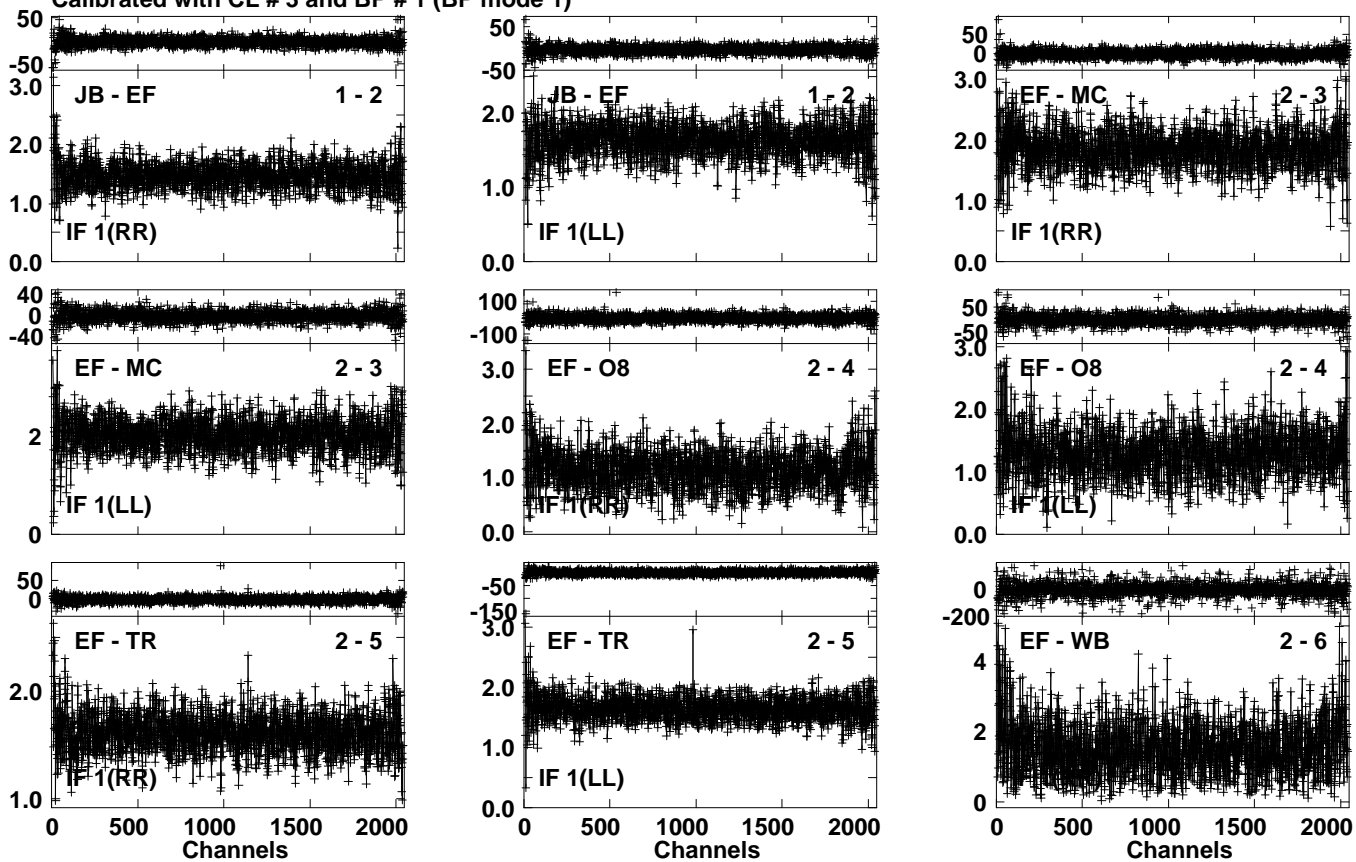 Calibrated with CL # 3 and BP # 1 (BP mode 1)
50
-50
3.0
2.0
1.0
0.0
JB - EF 1 - 2
IF 1(RR)
50
-50
2.0
1.0
0.0
JB - EF 1 - 2
IF 1(LL)
50
0
3.0
2.0
1.0
0.0
EF - MC 2 - 3
IF 1(RR)
40
0
-40
2
0
EF - MC 2 - 3
IF 1(LL)
100
-100
3.0
2.0
1.0
0.0
EF - O8 2 - 4
IF 1(RR)
50
-50
3.0
2.0
1.0
0.0
EF - O8 2 - 4
IF 1(LL)
50
0
2.0
1.0
EF - TR 2 - 5
IF 1(RR)
0 500 1000 1500 2000
Channels
-50
-150
3.0
2.0
1.0
0.0
EF - TR 2 - 5
IF 1(LL)
0 500 1000 1500 2000
Channels
0
-200
4
2
0
EF - WB 2 - 6
0 500 1000 1500 2000
Channels